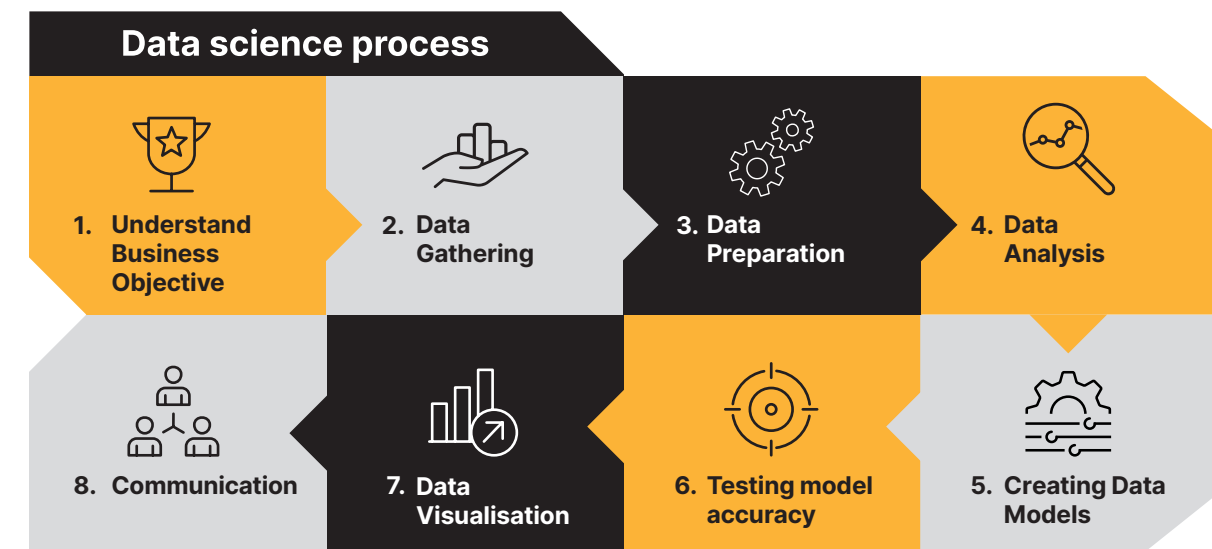 Data science process
1. Understand
Business
Objective
2. Data
Gathering
3. Data
Preparation
4. Data
Analysis
5. Creating Data
Models
6. Testing model
accuracy
7. Data
Visualisation
8. Communication